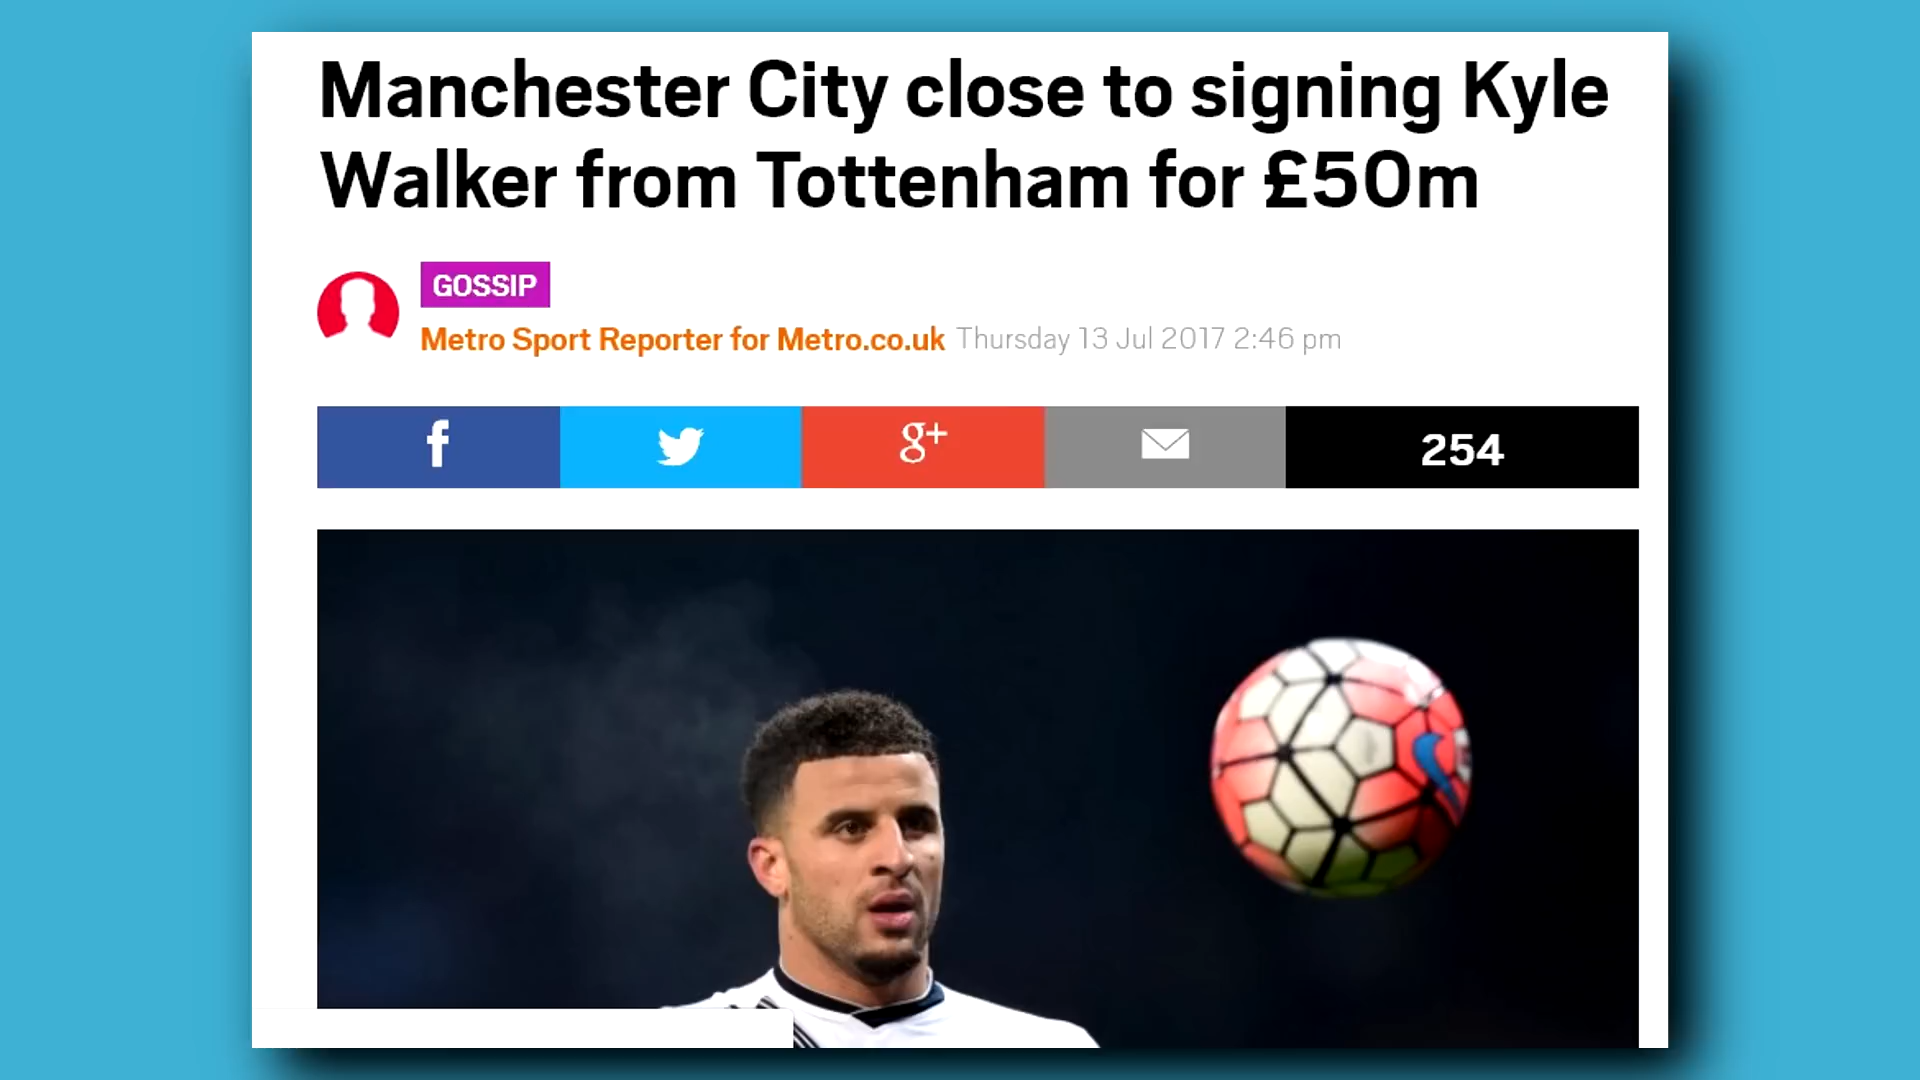 Manchester City close to signing Kyle
Walker from Tottenham for £50m
GOSSIP
Metro Sport Reporter for Metro.co.uk Thursday 13 Jul 2017 2:46 pm
f g+ 254